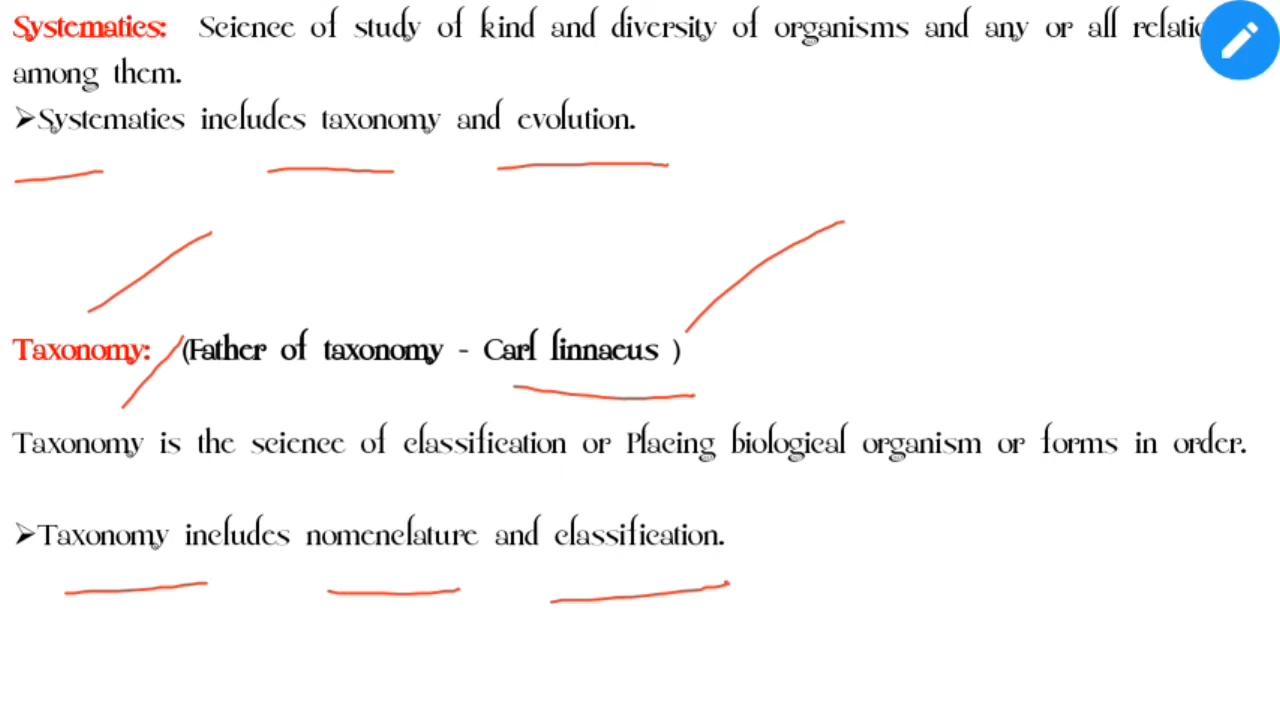 Systematics: Science of study of kind and diversity of organisms and any or all
among them.
➢Systematics includes taxonomy and evolution.
Taxonomy: (Father of taxonomy - Carl linnaeus )
Taxonomy is the science of classification or Placing biological organism or forms in order.
➢Taxonomy includes nomenclature and classification.